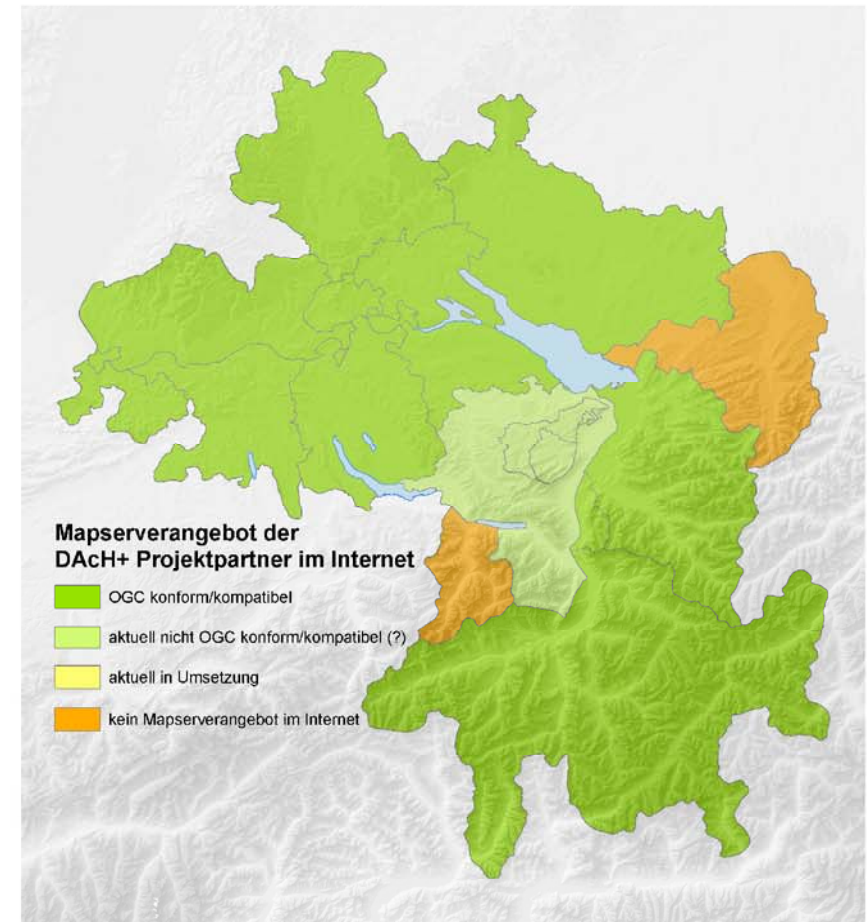 Mapserverangebot der
DAcH+ Projektpartner im Internet
OGC konform/kompatibel
aktuell nicht OGC konform/kompatibel (?)
aktuell in Umsetzung
kein Mapserverangebot im Internet